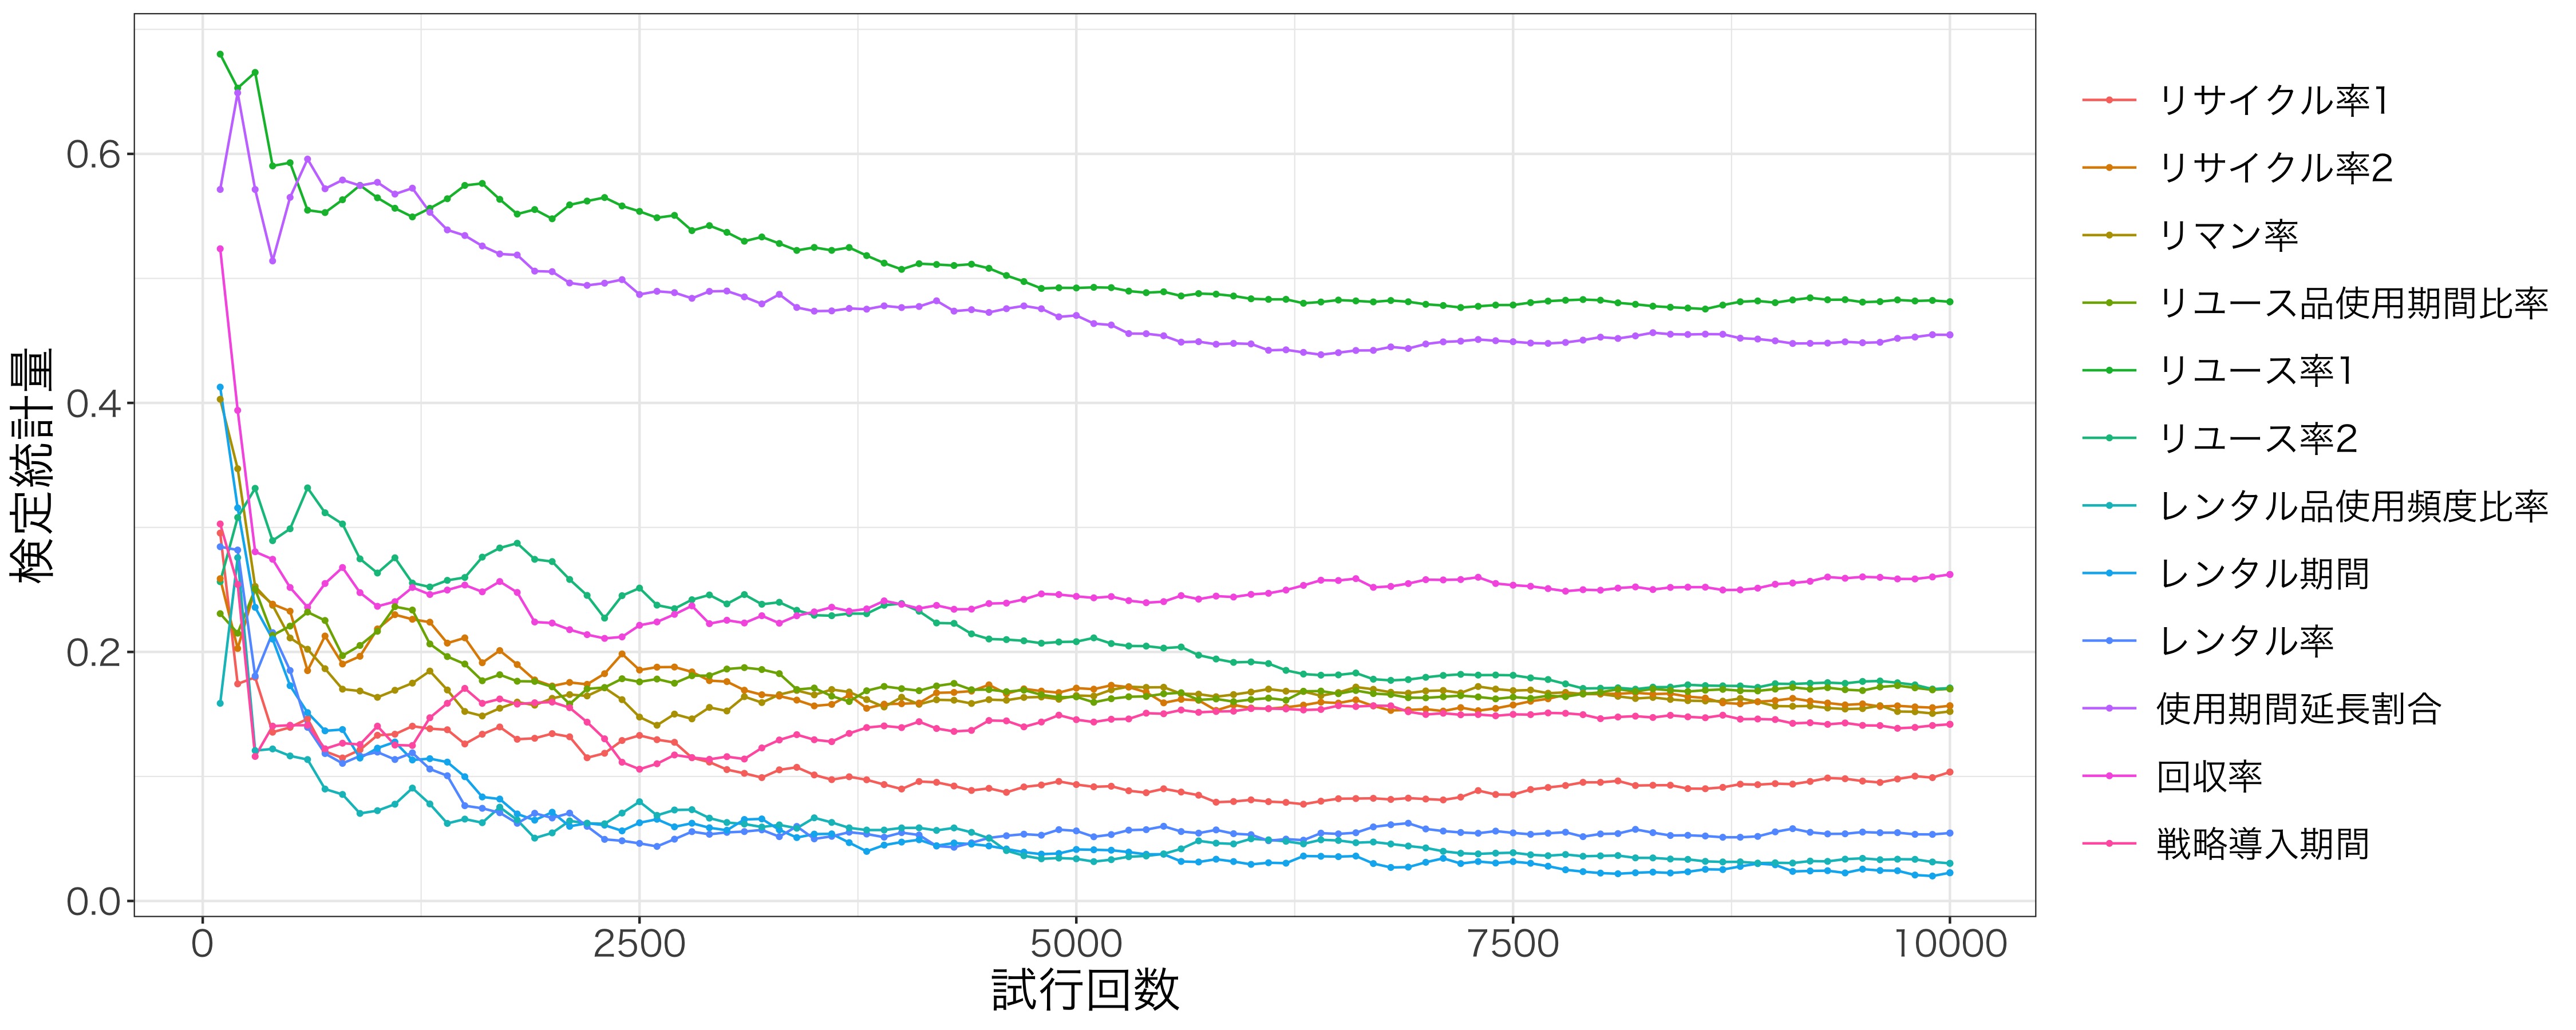 検定統計量
0.6
0.4
0.2
0.0
0
2500
5000
7500
10000
試行回数
リサイクル率1
リサイクル率2
リマン率
リユース品使用期間比率
リユース率1
リユース率2
レンタル品使用頻度比率
レンタル期間
レンタル率
使用期間延長割合
回収率
戦略導入期間